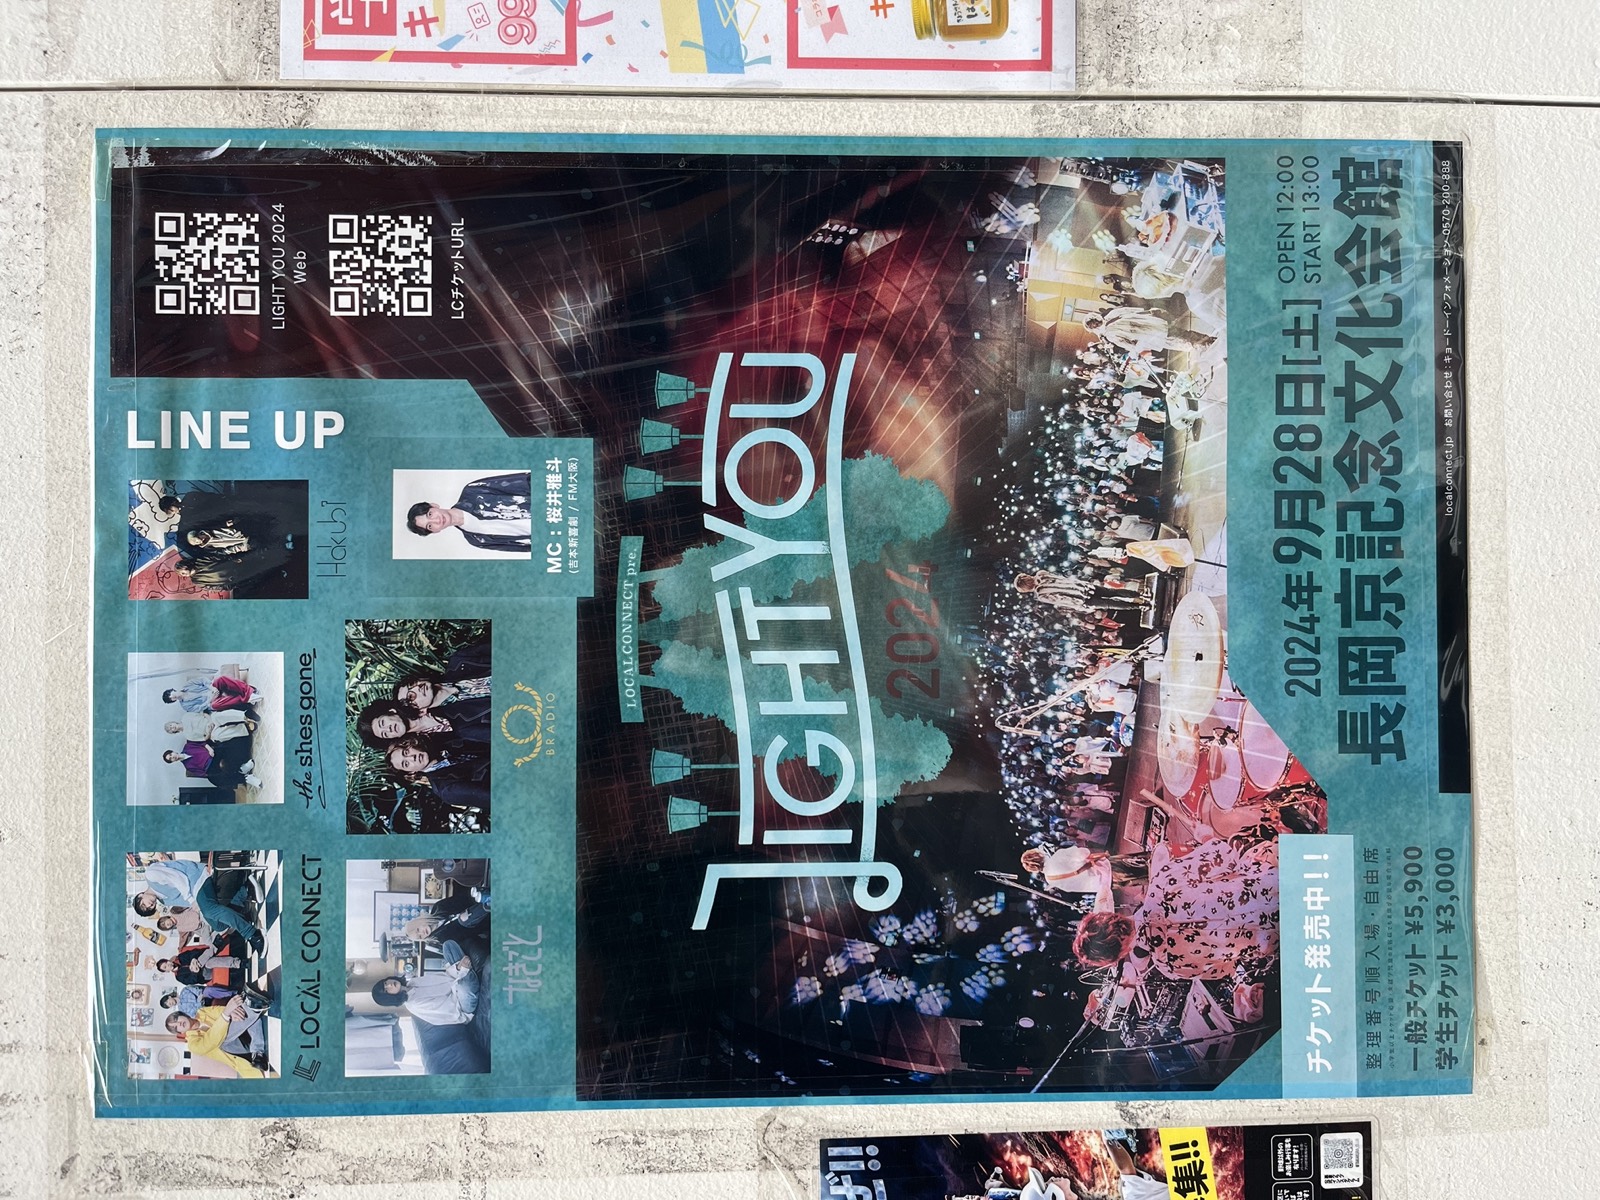 LINE UP
LOCAL CONNECT
the shes gone
Hakubi
なきごと
BRADIO
MC：桜井雅斗
(吉本新喜劇 / FM大阪)
LIGHT YOU 2024
Web
LCチケットURL
LOCAL CONNECT pre.
LIGHT YOU
2024
チケット発売中!!
整理番号順入場・自由席
一般チケット ¥5,900
学生チケット ¥3,000
2024年9月28日[土]
OPEN 12:00
START 13:00
長岡京記念文化会館
localconnect.jp お問い合わせ：キョードーインフォメーション 0570-200-888
集!!
99